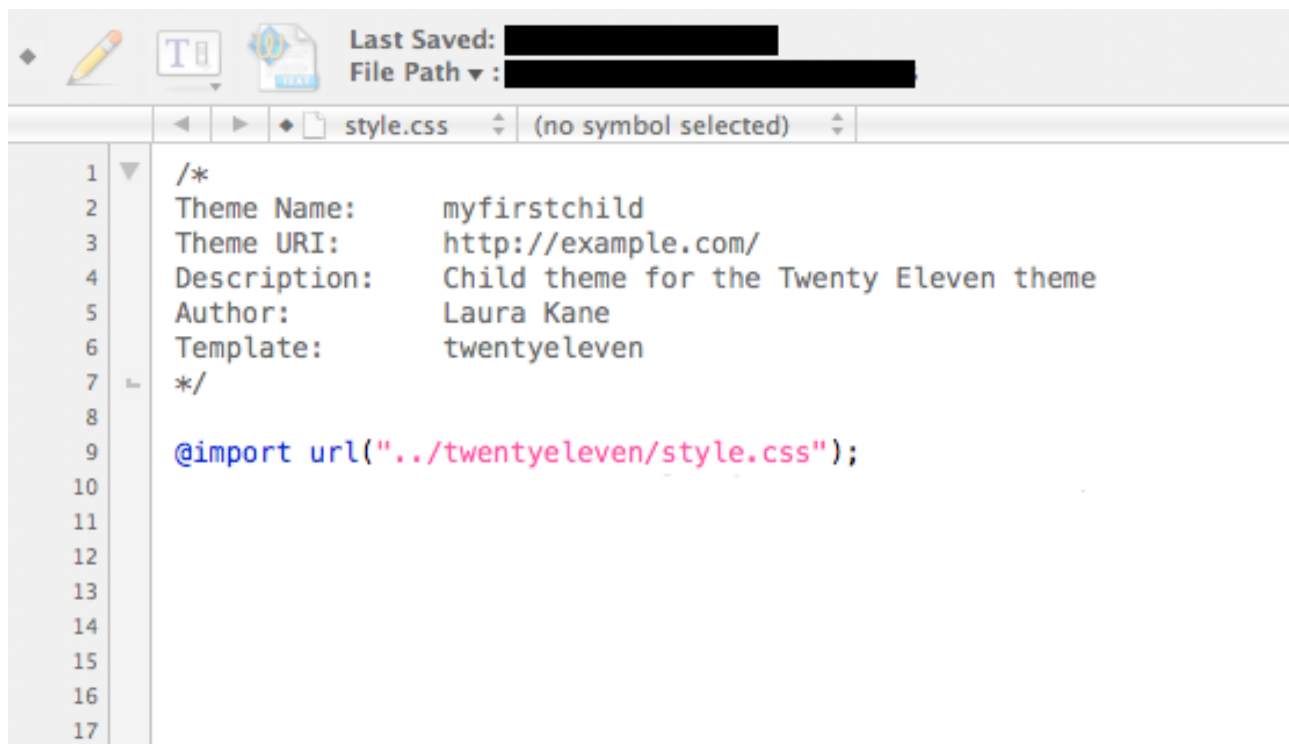 Last Saved:
File Path ▾ :
style.css (no symbol selected)
1 /*
2 Theme Name: myfirstchild
3 Theme URI: http://example.com/
4 Description: Child theme for the Twenty Eleven theme
5 Author: Laura Kane
6 Template: twentyeleven
7 */
8
9 @import url("../twentyeleven/style.css");
10
11
12
13
14
15
16
17